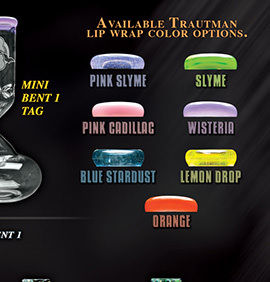 Available Trautman
lip wrap color options.
MINI
BENT 1
TAG
PINK SLYME
SLYME
PINK CADILLAC
WISTERIA
BLUE STARDUST
LEMON DROP
ORANGE
ENT 1